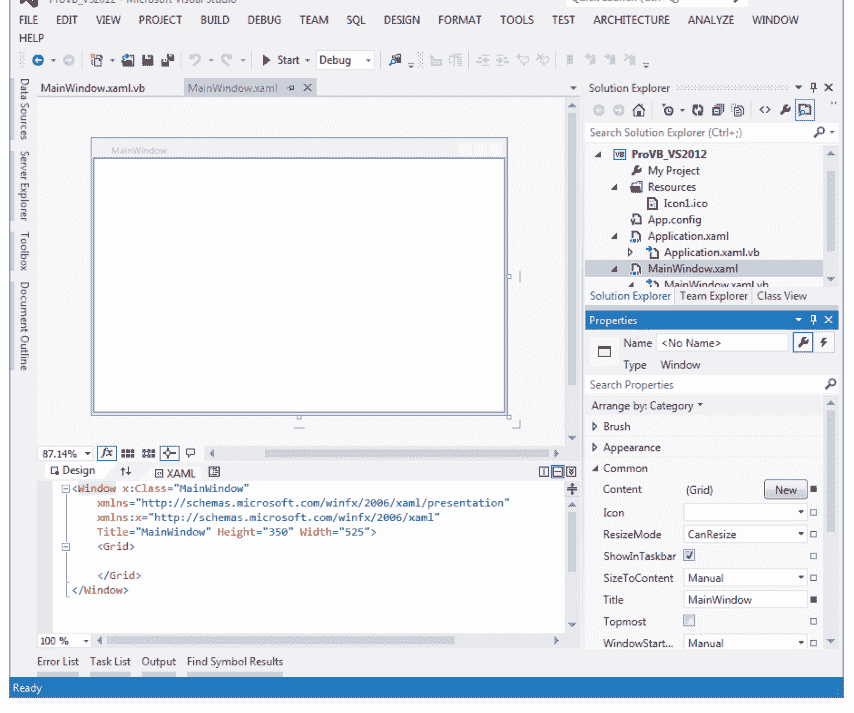 ProVB_VS2012 - Microsoft Visual Studio
FILE EDIT VIEW PROJECT BUILD DEBUG TEAM SQL DESIGN FORMAT TOOLS TEST ARCHITECTURE ANALYZE WINDOW
HELP
Start Debug
Data Sources
Server Explorer
Toolbox
Document Outline
MainWindow.xaml.vb MainWindow.xaml
MainWindow
87.14%
Design XAML
<Window x:Class="MainWindow"
xmlns="http://schemas.microsoft.com/winfx/2006/xaml/presentation"
xmlns:x="http://schemas.microsoft.com/winfx/2006/xaml"
Title="MainWindow" Height="350" Width="525">
<Grid>
</Grid>
</Window>
100 %
Solution Explorer
Search Solution Explorer (Ctrl+;)
VB ProVB_VS2012
My Project
Resources
Icon1.ico
App.config
Application.xaml
Application.xaml.vb
MainWindow.xaml
MainWindow.xaml.vb
Solution Explorer Team Explorer Class View
Properties
Name <No Name>
Type Window
Search Properties
Arrange by: Category
Brush
Appearance
Common
Content (Grid) New
Icon
ResizeMode CanResize
ShowInTaskbar
SizeToContent Manual
Title MainWindow
Topmost
WindowStart... Manual
Error List Task List Output Find Symbol Results
Ready